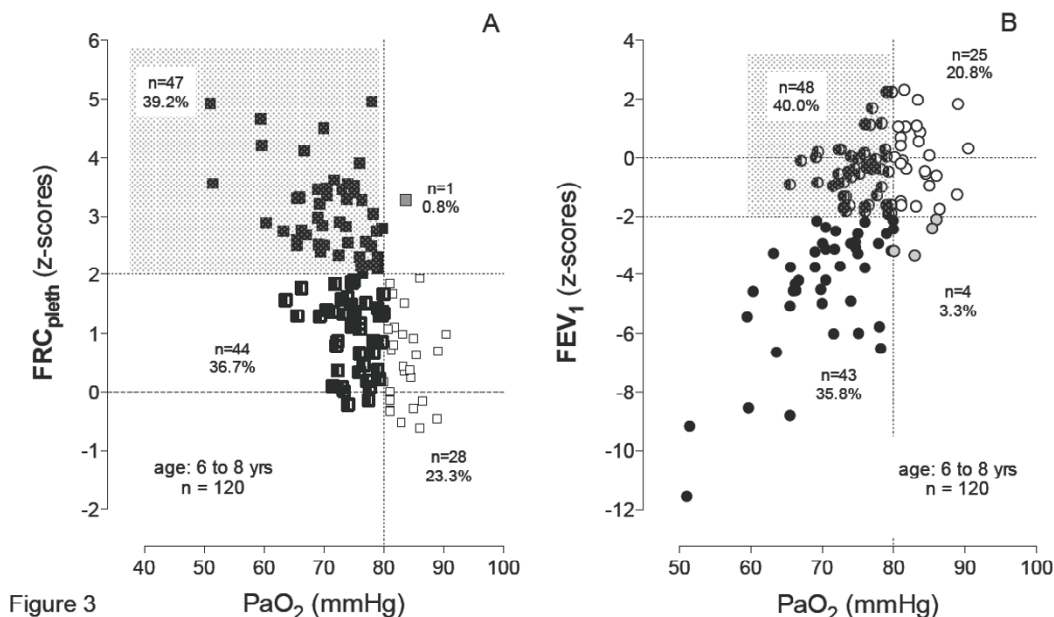 A
FRCpleth (z-scores)
6
5
4
3
2
1
0
-1
-2
n=47
39.2%
n=1
0.8%
n=44
36.7%
n=28
23.3%
age: 6 to 8 yrs
n = 120
40 50 60 70 80 90 100
PaO2 (mmHg)
B
FEV1 (z-scores)
4
2
0
-2
-4
-6
-8
-10
-12
n=25
20.8%
n=48
40.0%
n=4
3.3%
n=43
35.8%
age: 6 to 8 yrs
n = 120
50 60 70 80 90 100
PaO2 (mmHg)
Figure 3